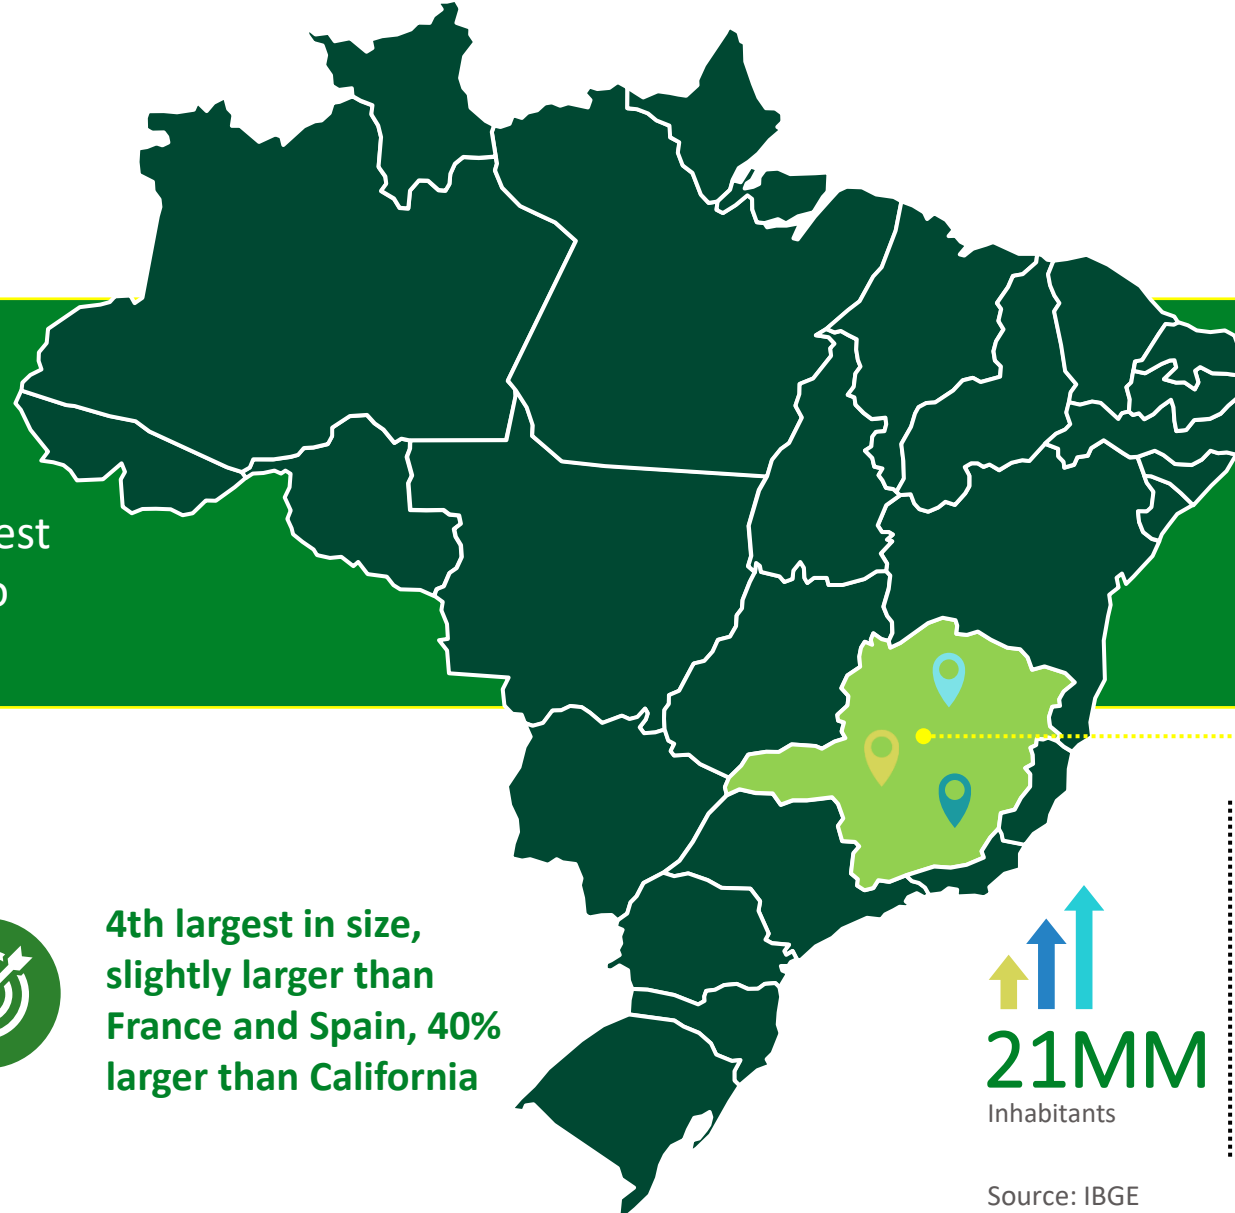 4th largest in size,
slightly larger than
France and Spain, 40%
larger than California
21MM
Inhabitants
Source: IBGE